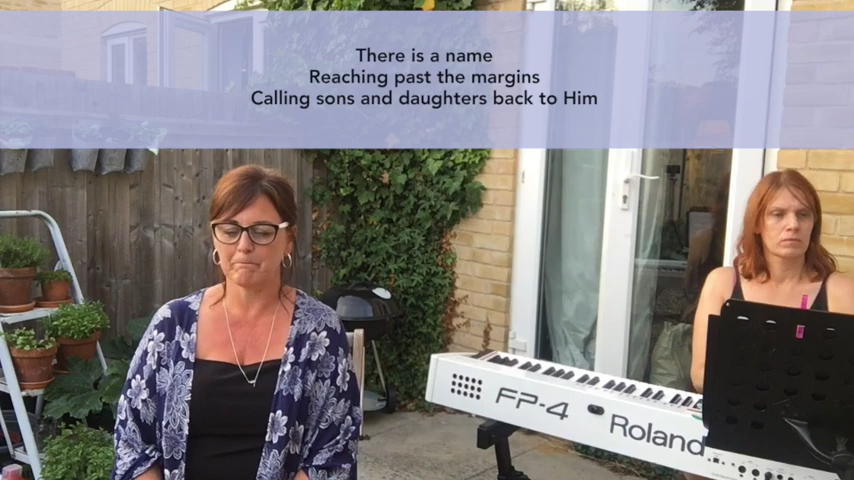 There is a name
Reaching past the margins
Calling sons and daughters back to Him
FP-4
Roland